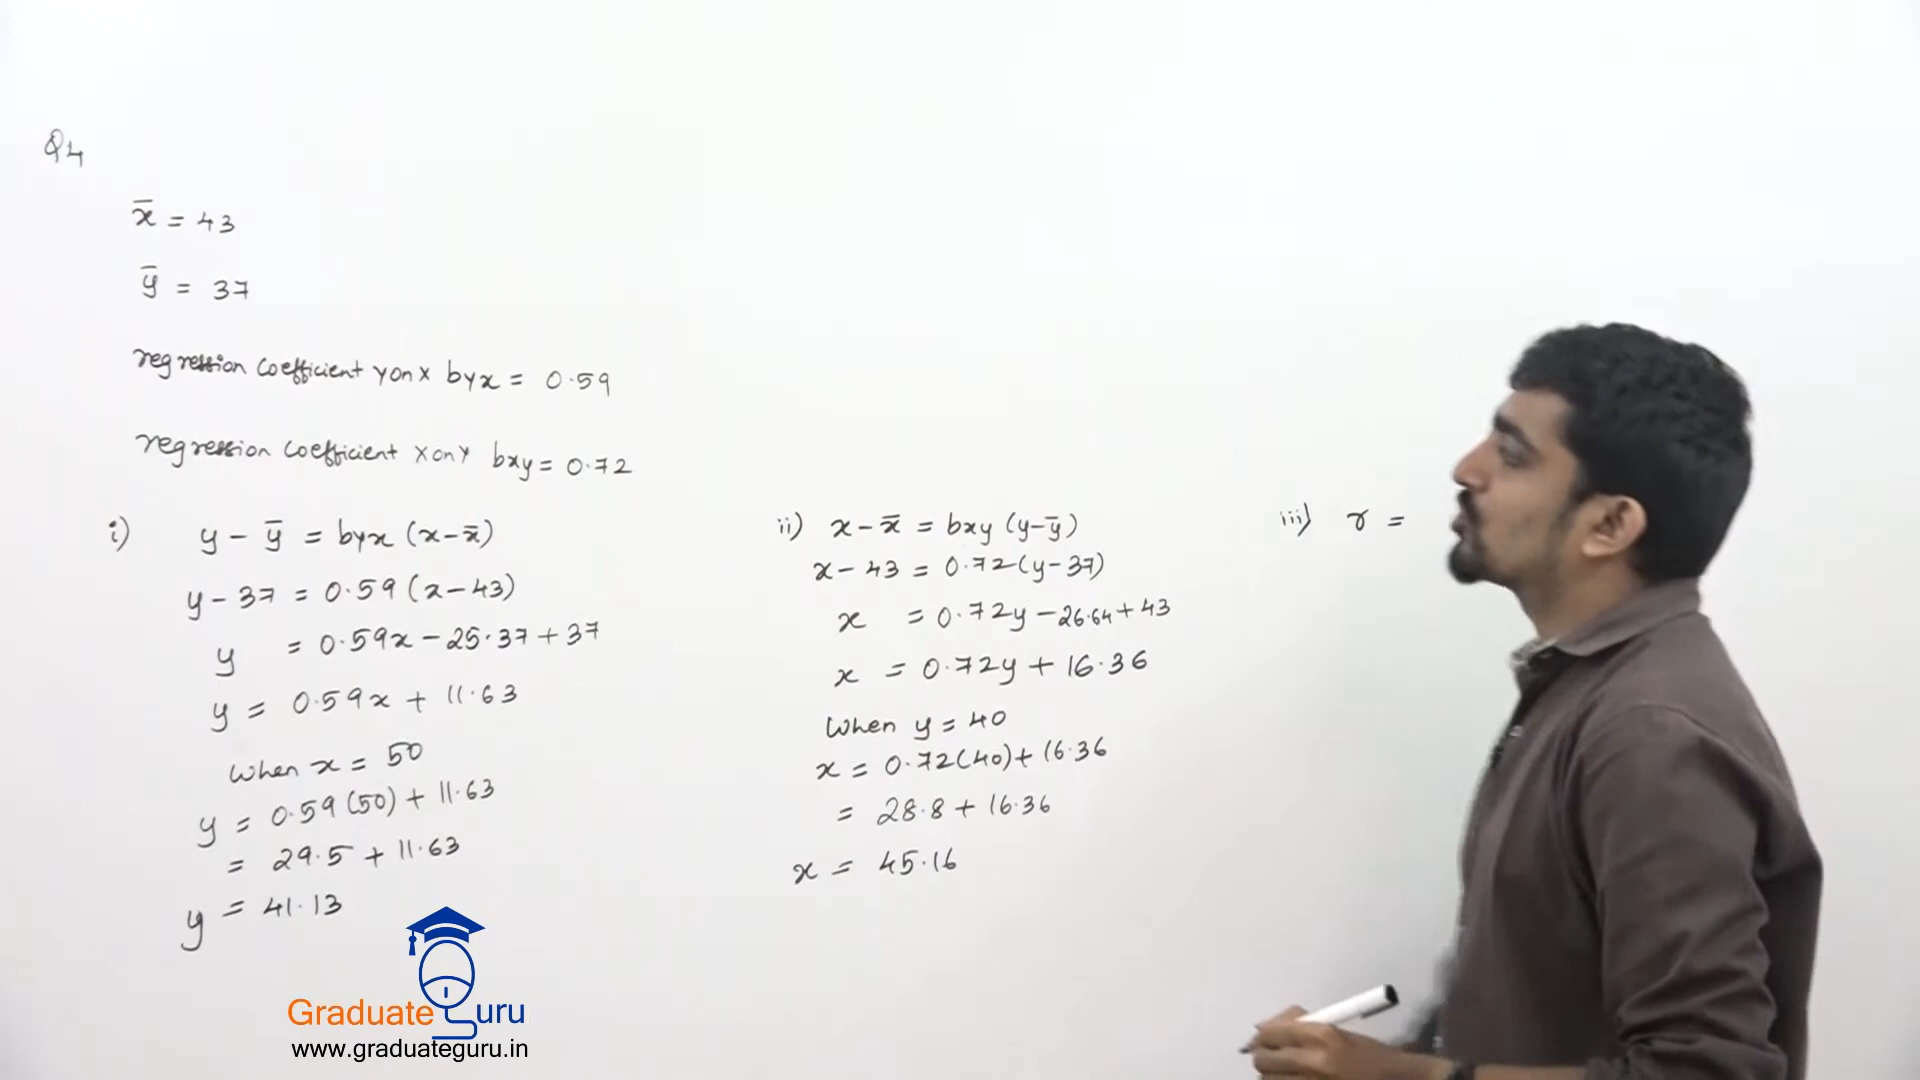 Q4
x̄ = 43
ȳ = 37
regression coefficient Y on X byx = 0.59
regression coefficient X on Y bxy = 0.72
i) y - ȳ = byx (x - x̄)
y - 37 = 0.59 (x - 43)
y = 0.59x - 25.37 + 37
y = 0.59x + 11.63
When x = 50
y = 0.59 (50) + 11.63
= 29.5 + 11.63
y = 41.13
ii) x - x̄ = bxy (y - ȳ)
x - 43 = 0.72 (y - 37)
x = 0.72y - 26.64 + 43
x = 0.72y + 16.36
When y = 40
x = 0.72(40) + 16.36
= 28.8 + 16.36
x = 45.16
iii) r =
Graduate Guru
www.graduateguru.in